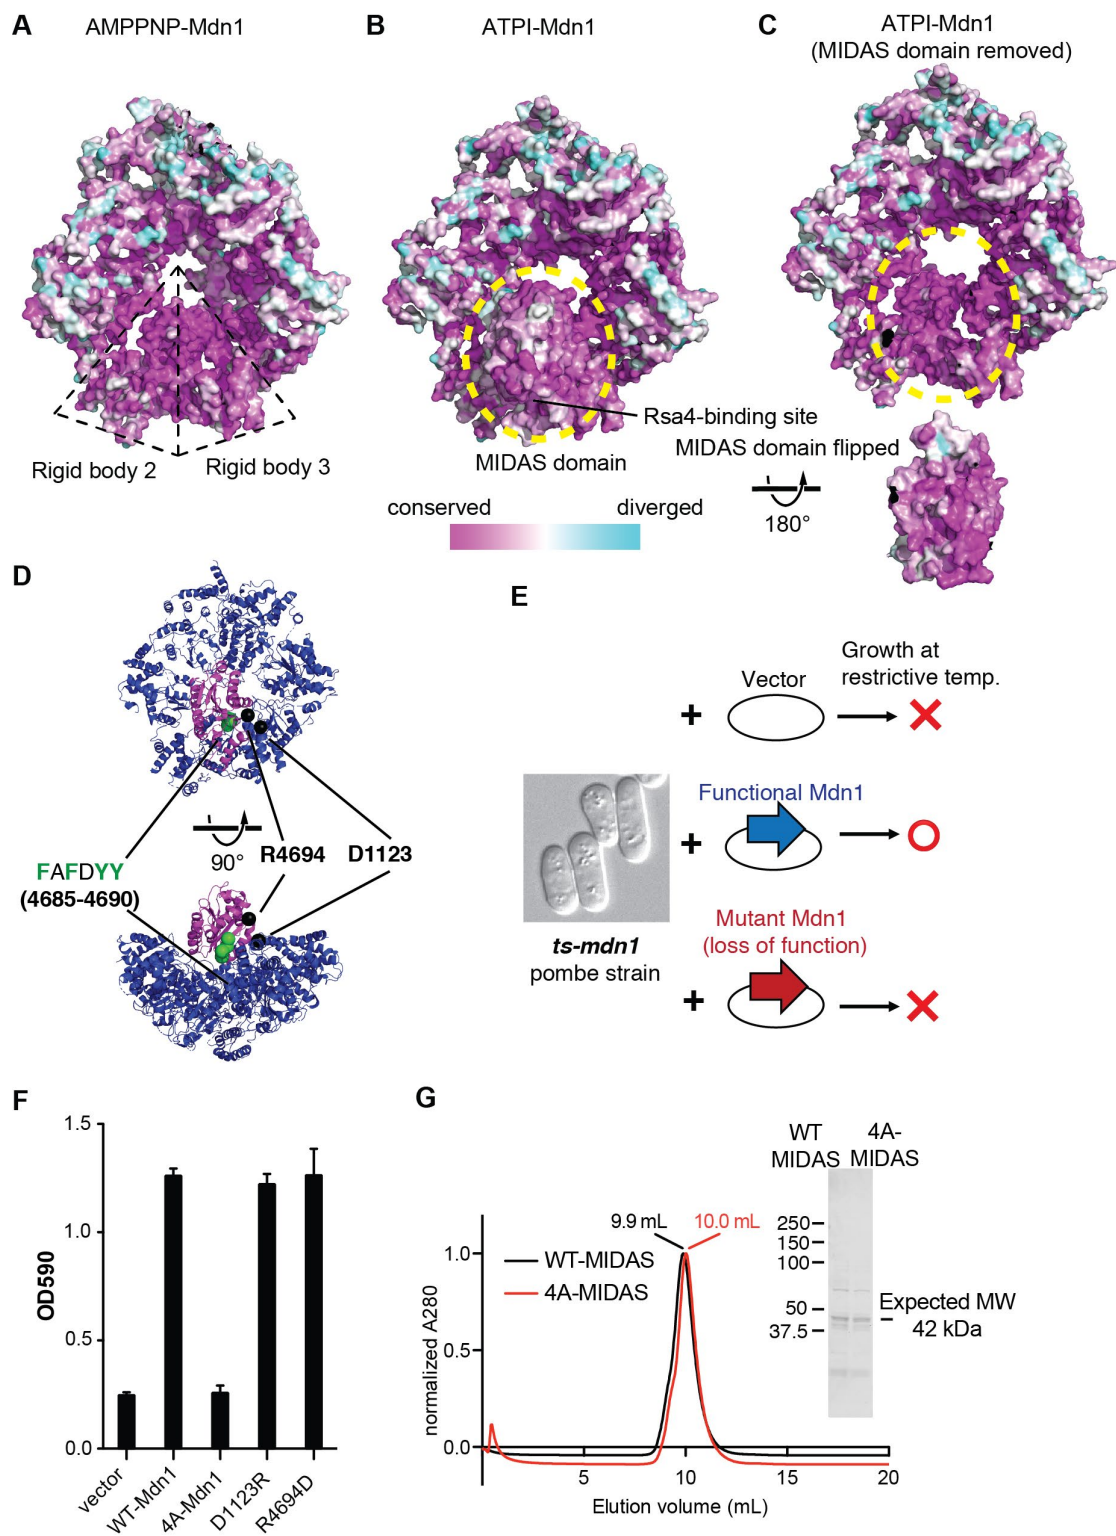 A
AMPPNP-Mdn1
B
ATPI-Mdn1
C
ATPI-Mdn1
(MIDAS domain removed)
Rigid body 2
Rigid body 3
Rsa4-binding site
MIDAS domain
MIDAS domain flipped
180°
conserved
diverged
D
FAFDYY
(4685-4690)
90°
R4694
D1123
E
Vector
Growth at
restrictive temp.
+
Functional Mdn1
+
ts-mdn1
pombe strain
Mutant Mdn1
(loss of function)
+
F
OD590
1.5
1.0
0.5
0.0
vector
WT-Mdn1
4A-Mdn1
D1123R
R4694D
G
normalized A280
1.0
0.5
0.0
9.9 mL
10.0 mL
WT-MIDAS
4A-MIDAS
5
10
15
20
Elution volume (mL)
WT
MIDAS
4A-
MIDAS
250
150
100
50
37.5
Expected MW
42 kDa